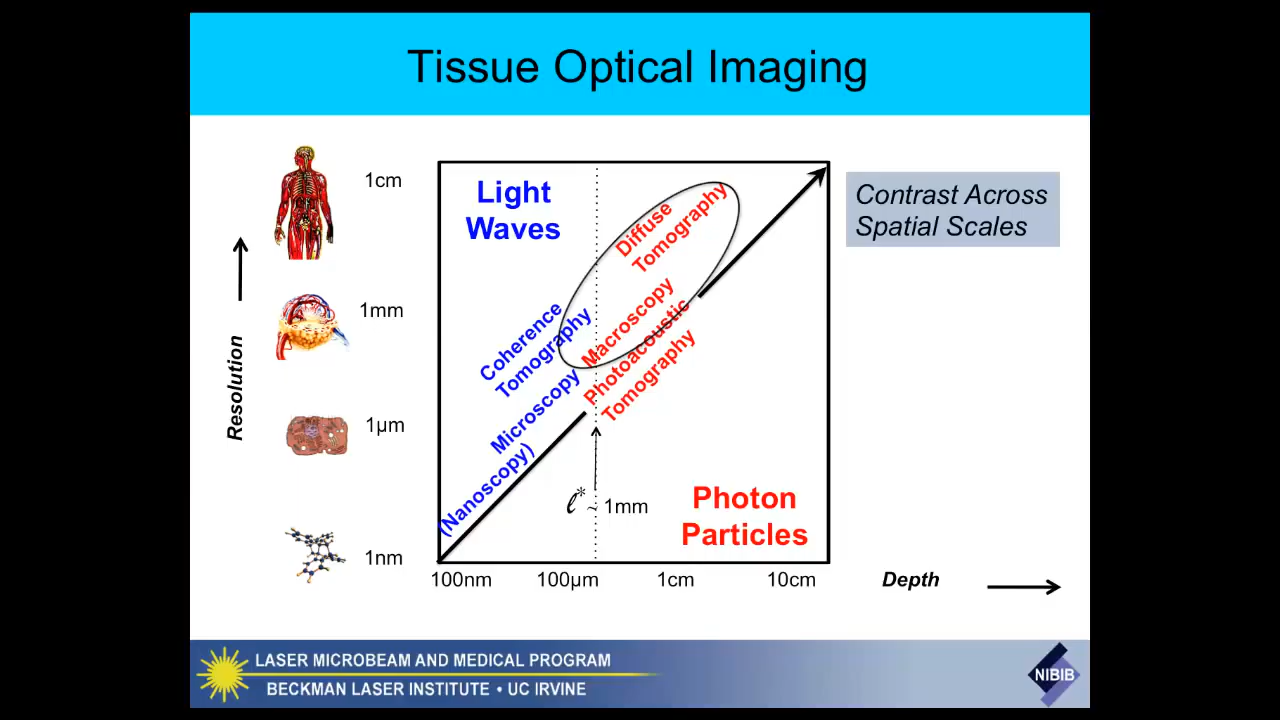 Tissue Optical Imaging
1cm
1mm
1µm
1nm
Resolution
Light
Waves
Diffuse
Tomography
Coherence
Tomography
Macroscopy
Photoacoustic
Tomography
Microscopy
(Nanoscopy)
ℓ* ~ 1mm
Photon
Particles
100nm
100µm
1cm
10cm
Depth
Contrast Across
Spatial Scales
LASER MICROBEAM AND MEDICAL PROGRAM
BECKMAN LASER INSTITUTE • UC IRVINE
NIBIB